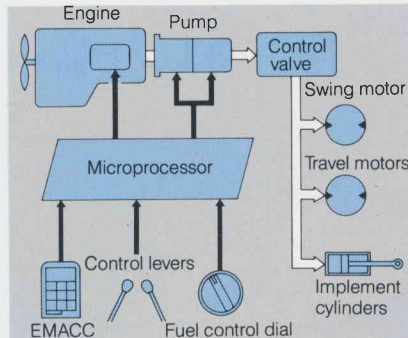 Engine
Pump
Control
valve
Swing motor
Travel motors
Microprocessor
Control levers
Implement
cylinders
EMACC
Fuel control dial